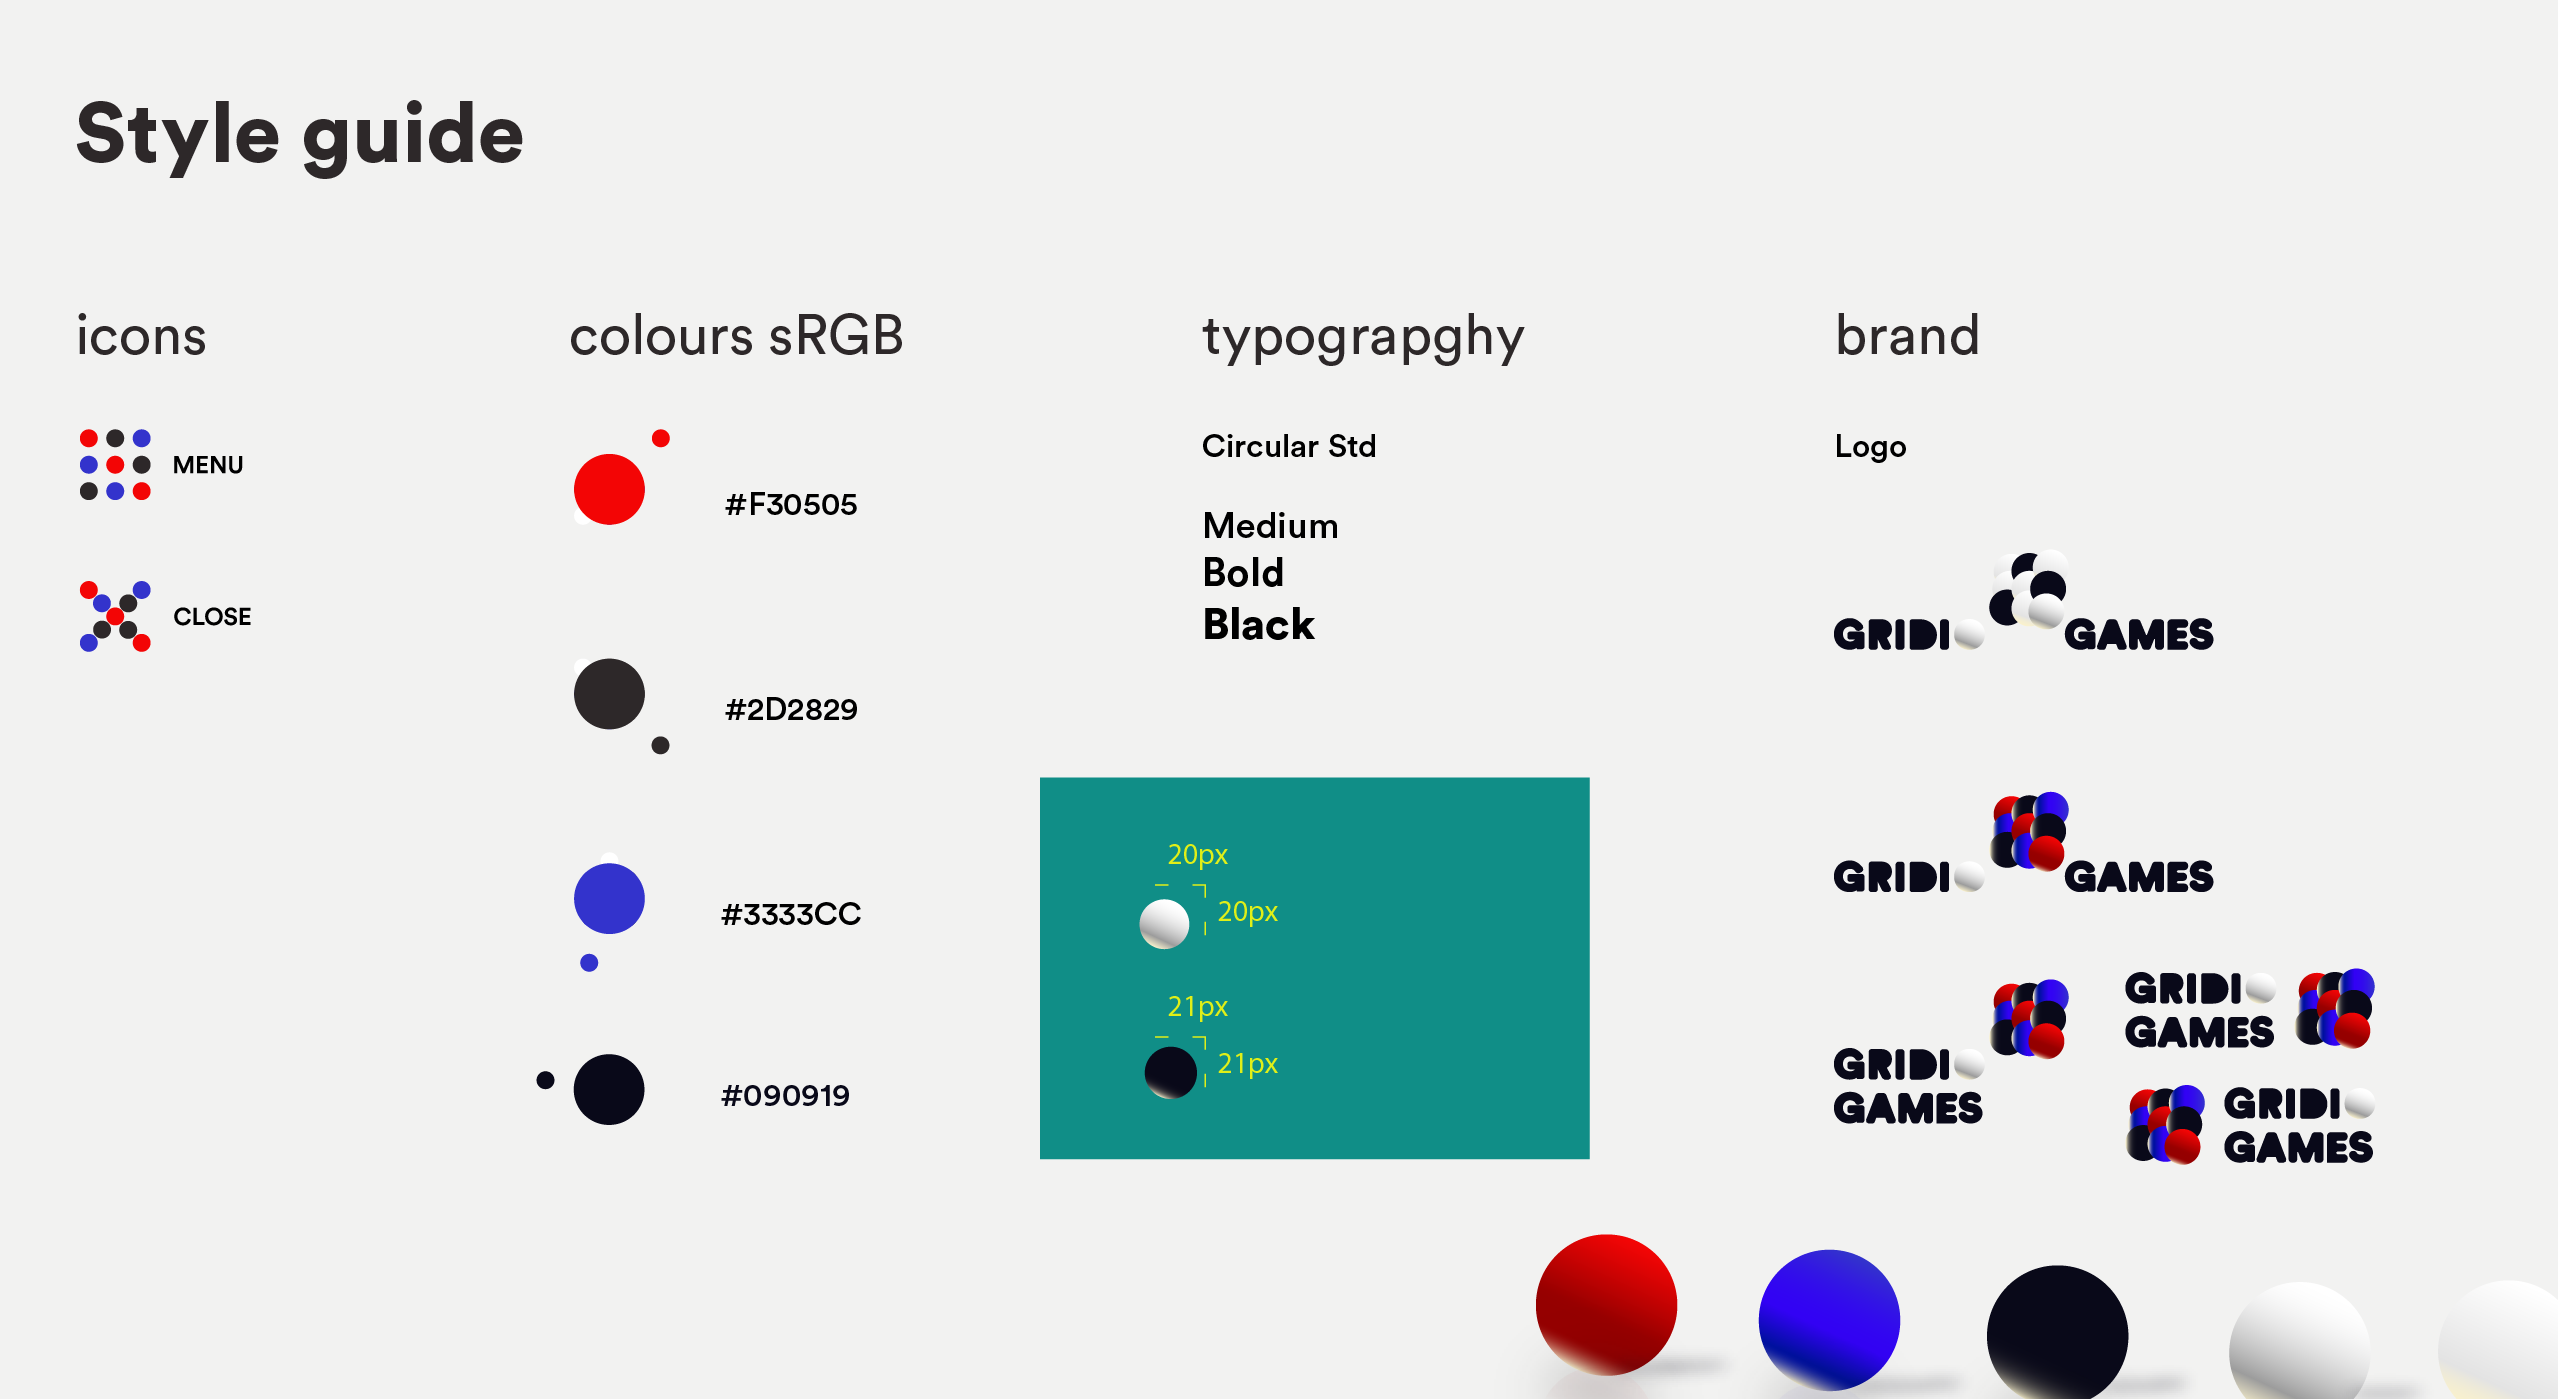 Style guide
icons
MENU
CLOSE
colours sRGB
#F30505
#2D2829
#3333CC
#090919
typograpghy
Circular Std
Medium
Bold
Black
20px
20px
21px
21px
brand
Logo
GRIDI GAMES
GRIDI GAMES
GRIDI
GAMES
GRIDI
GAMES
GRIDI
GAMES